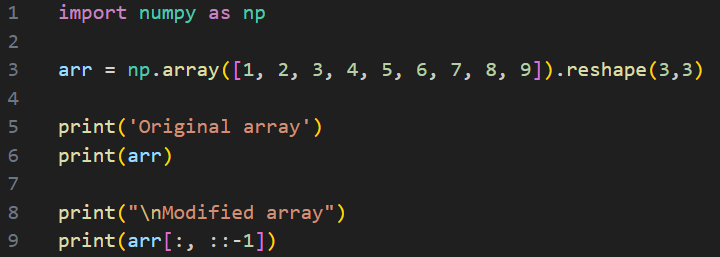 1 import numpy as np
2
3 arr = np.array([1, 2, 3, 4, 5, 6, 7, 8, 9]).reshape(3,3)
4
5 print('Original array')
6 print(arr)
7
8 print("\nModified array")
9 print(arr[:, ::-1])